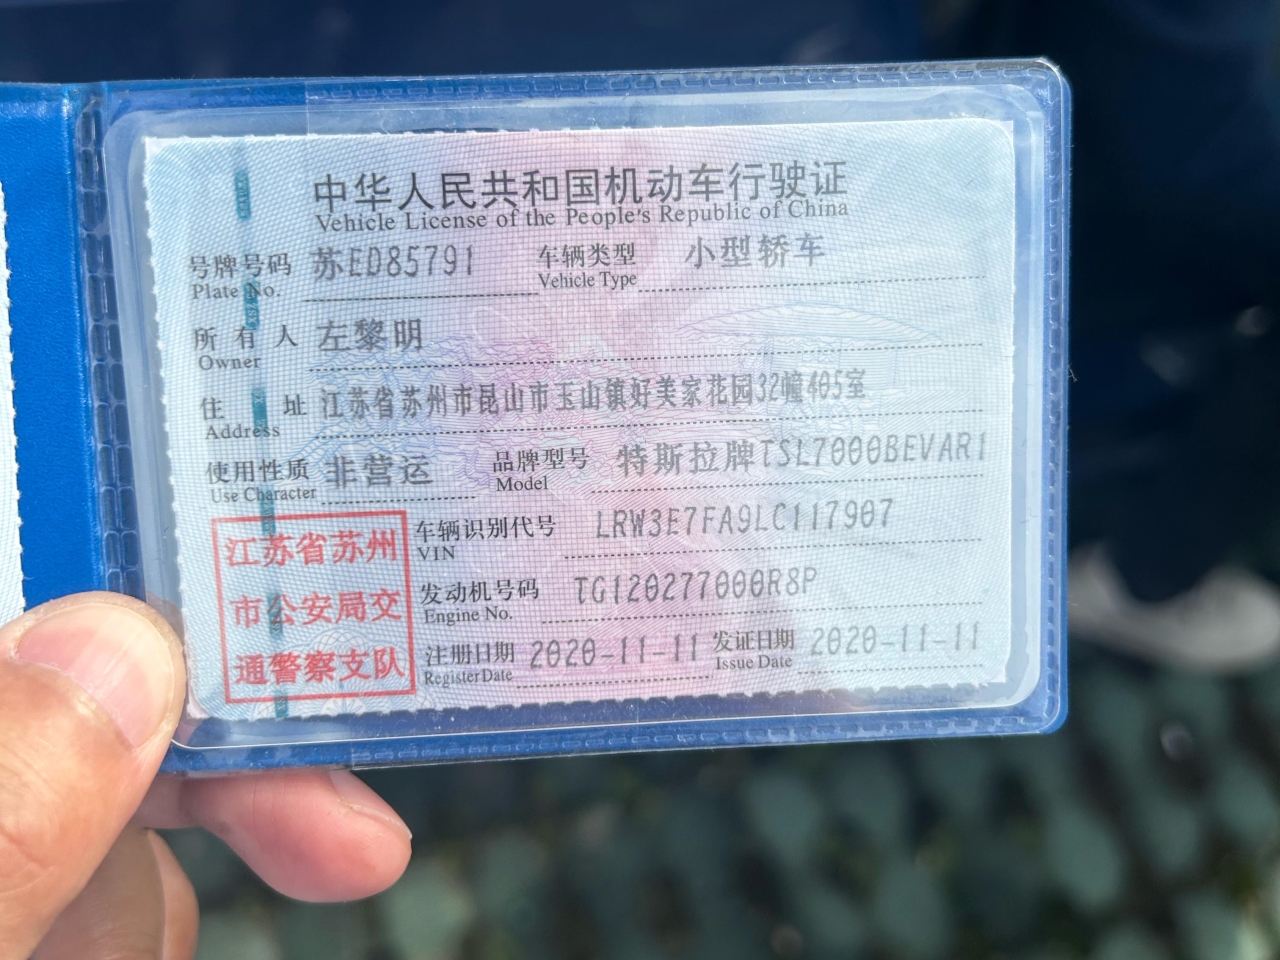 中华人民共和国机动车行驶证
Vehicle License of the People's Republic of China
号牌号码 苏ED85791 车辆类型 小型轿车
Plate No. Vehicle Type
所有人 左黎明
Owner
住址 江苏省苏州市昆山市玉山镇好美家花园32幢405室
Address
使用性质 非营运 品牌型号 特斯拉牌TSL7000BEVAR1
Use Character Model
江苏省苏州
市公安局交
通警察支队
车辆识别代号 LRW3E7FA9LC117907
VIN
发动机号码 TG120277000R8P
Engine No.
注册日期 2020-11-11 发证日期 2020-11-11
Register Date Issue Date